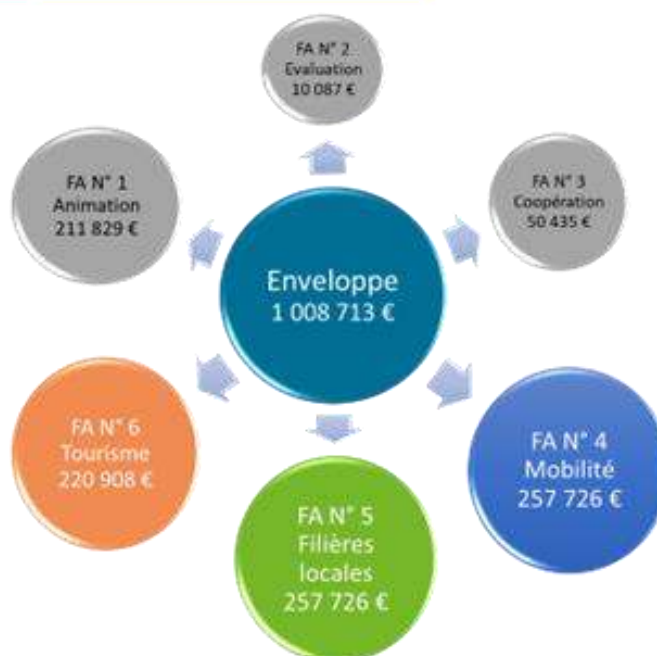 FA N° 2
Evaluation
10 087 €
FA N° 1
Animation
211 829 €
FA N° 3
Coopération
50 435 €
Enveloppe
1 008 713 €
FA N° 6
Tourisme
220 908 €
FA N° 4
Mobilité
257 726 €
FA N° 5
Filières
locales
257 726 €